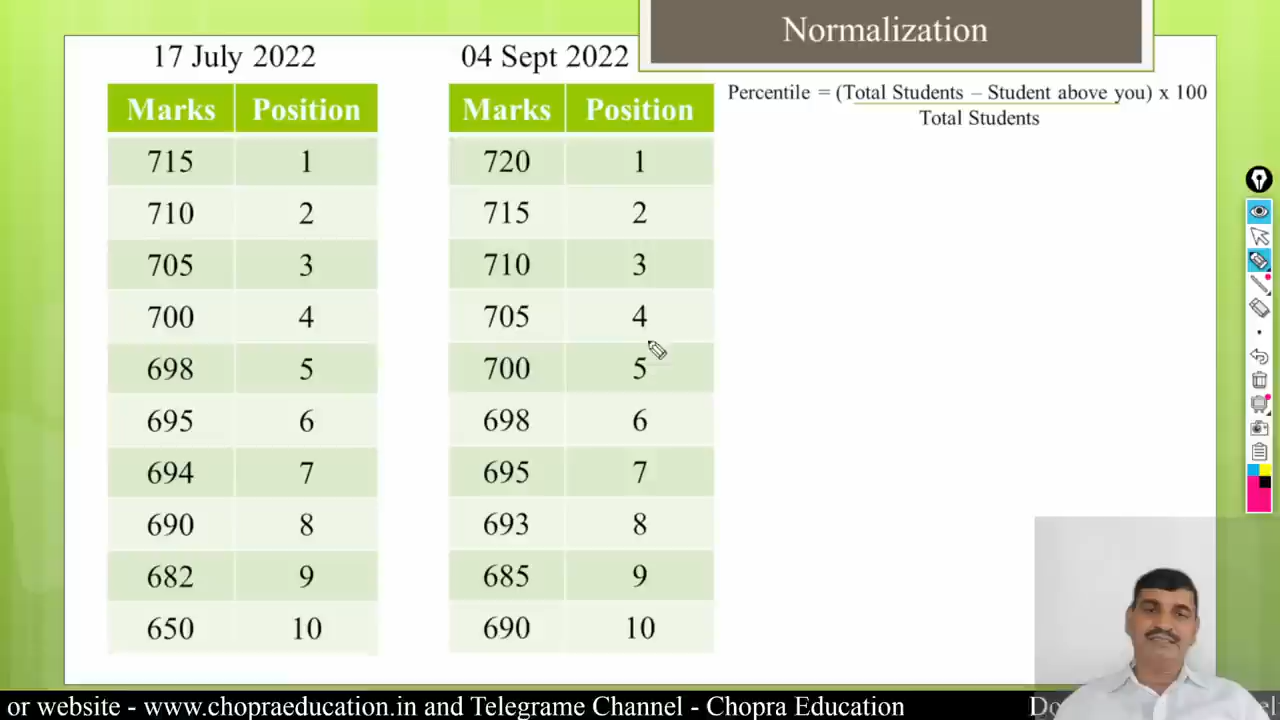 Normalization
17 July 2022
04 Sept 2022
Percentile = (Total Students – Student above you) x 100
Total Students
Marks Position
715 1
710 2
705 3
700 4
698 5
695 6
694 7
690 8
682 9
650 10
Marks Position
720 1
715 2
710 3
705 4
700 5
698 6
695 7
693 8
685 9
690 10
or website - www.chopraeducation.in and Telegrame Channel - Chopra Education